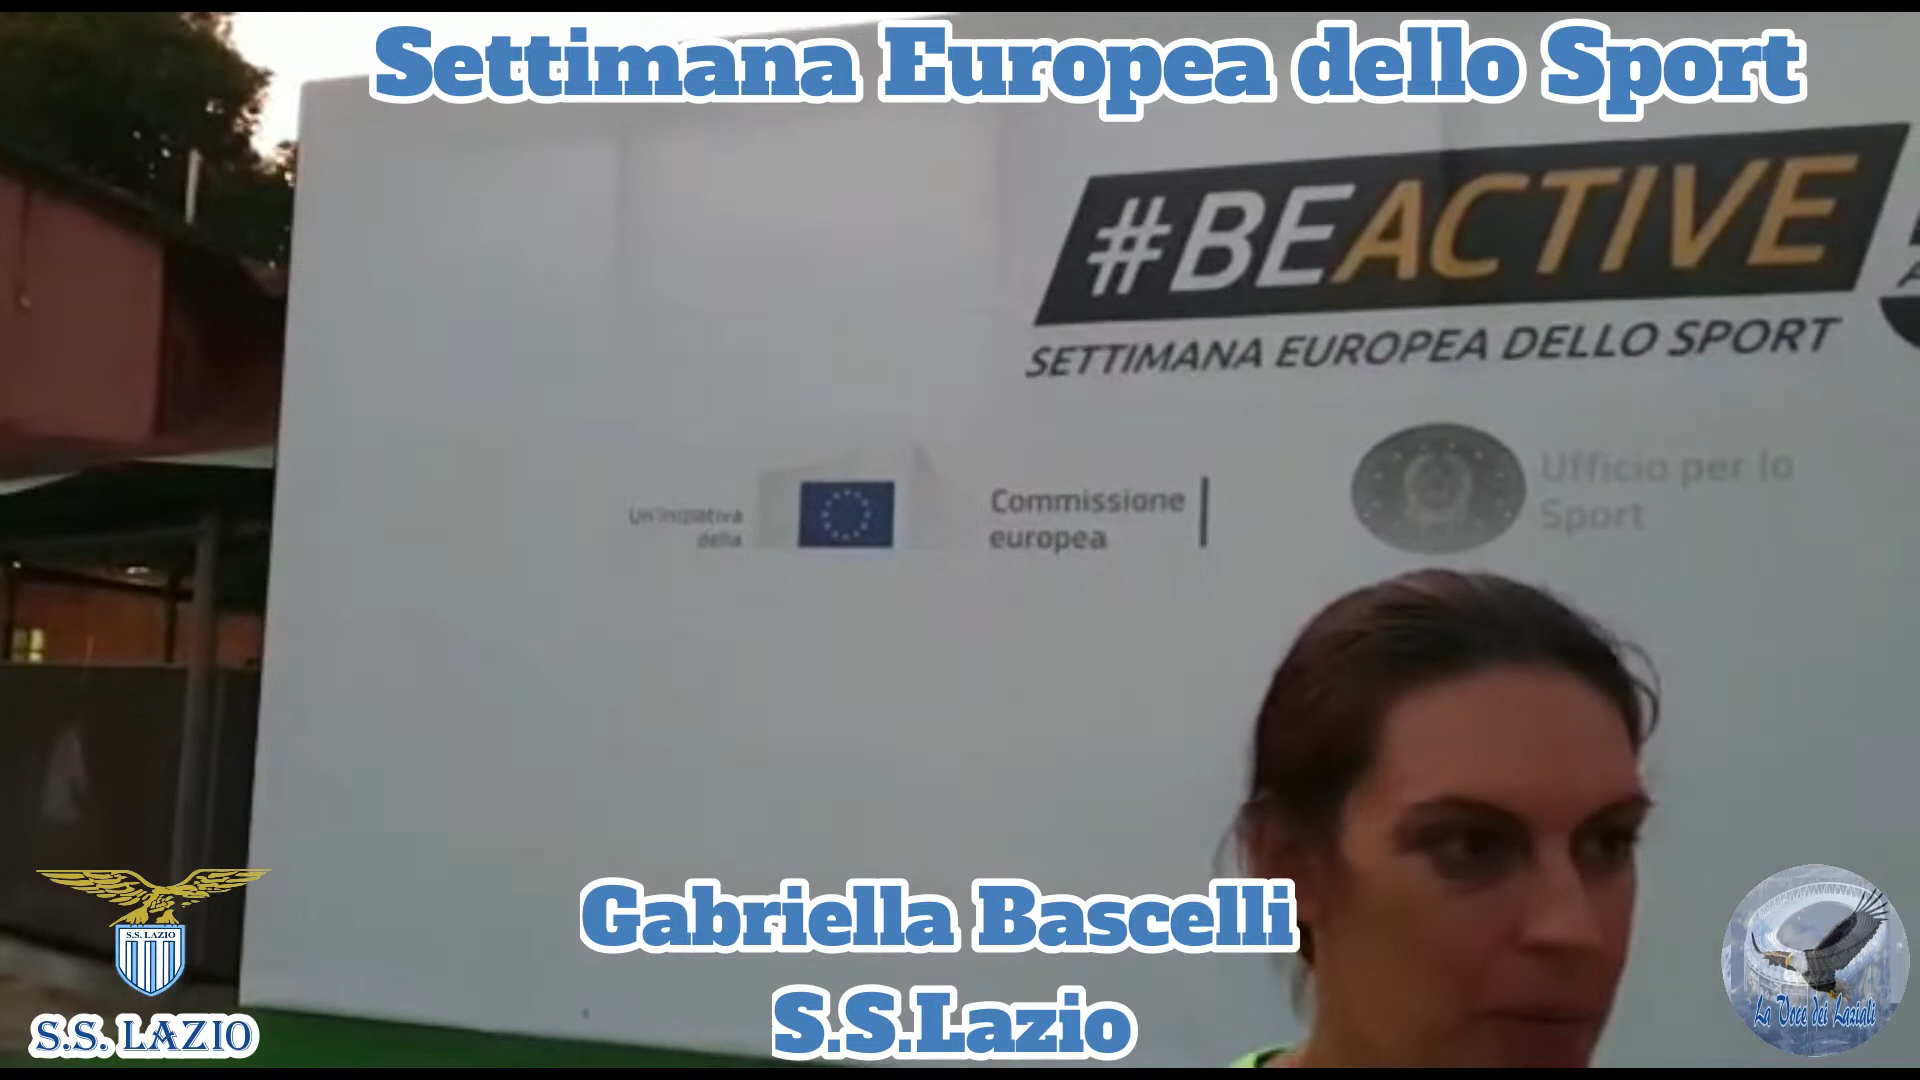 Settimana Europea dello Sport
#BEACTIVE
SETTIMANA EUROPEA DELLO SPORT
Un'iniziativa
della
Commissione
europea
Ufficio per lo
Sport
Gabriella Bascelli
S.S.Lazio
S.S. LAZIO
S.S. LAZIO
La Voce dei Laziali